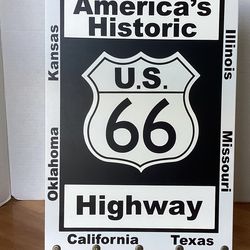 America's
Historic
Kansas
Illinois
U.S.
66
Oklahoma
Missouri
Highway
California
Texas